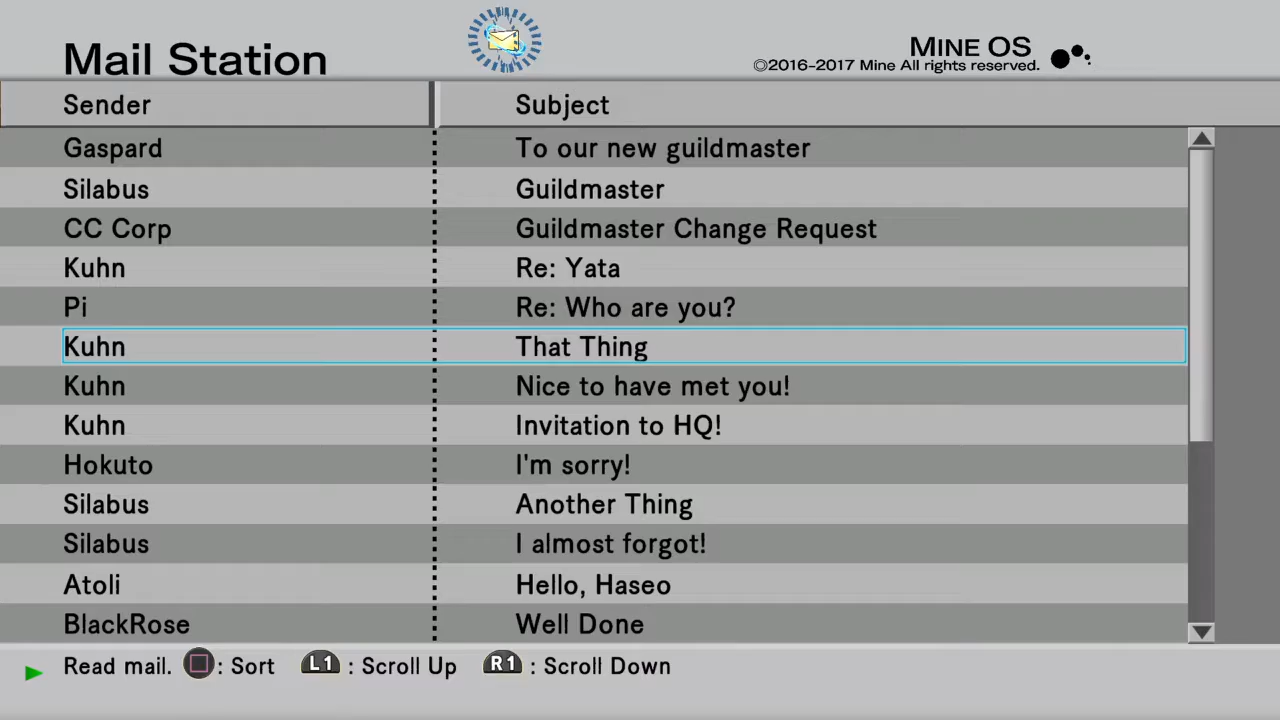 Mail Station
MINE OS
©2016-2017 Mine All rights reserved.
Sender Subject
Gaspard To our new guildmaster
Silabus Guildmaster
CC Corp Guildmaster Change Request
Kuhn Re: Yata
Pi Re: Who are you?
Kuhn That Thing
Kuhn Nice to have met you!
Kuhn Invitation to HQ!
Hokuto I'm sorry!
Silabus Another Thing
Silabus I almost forgot!
Atoli Hello, Haseo
BlackRose Well Done
Read mail. : Sort L1 : Scroll Up R1 : Scroll Down